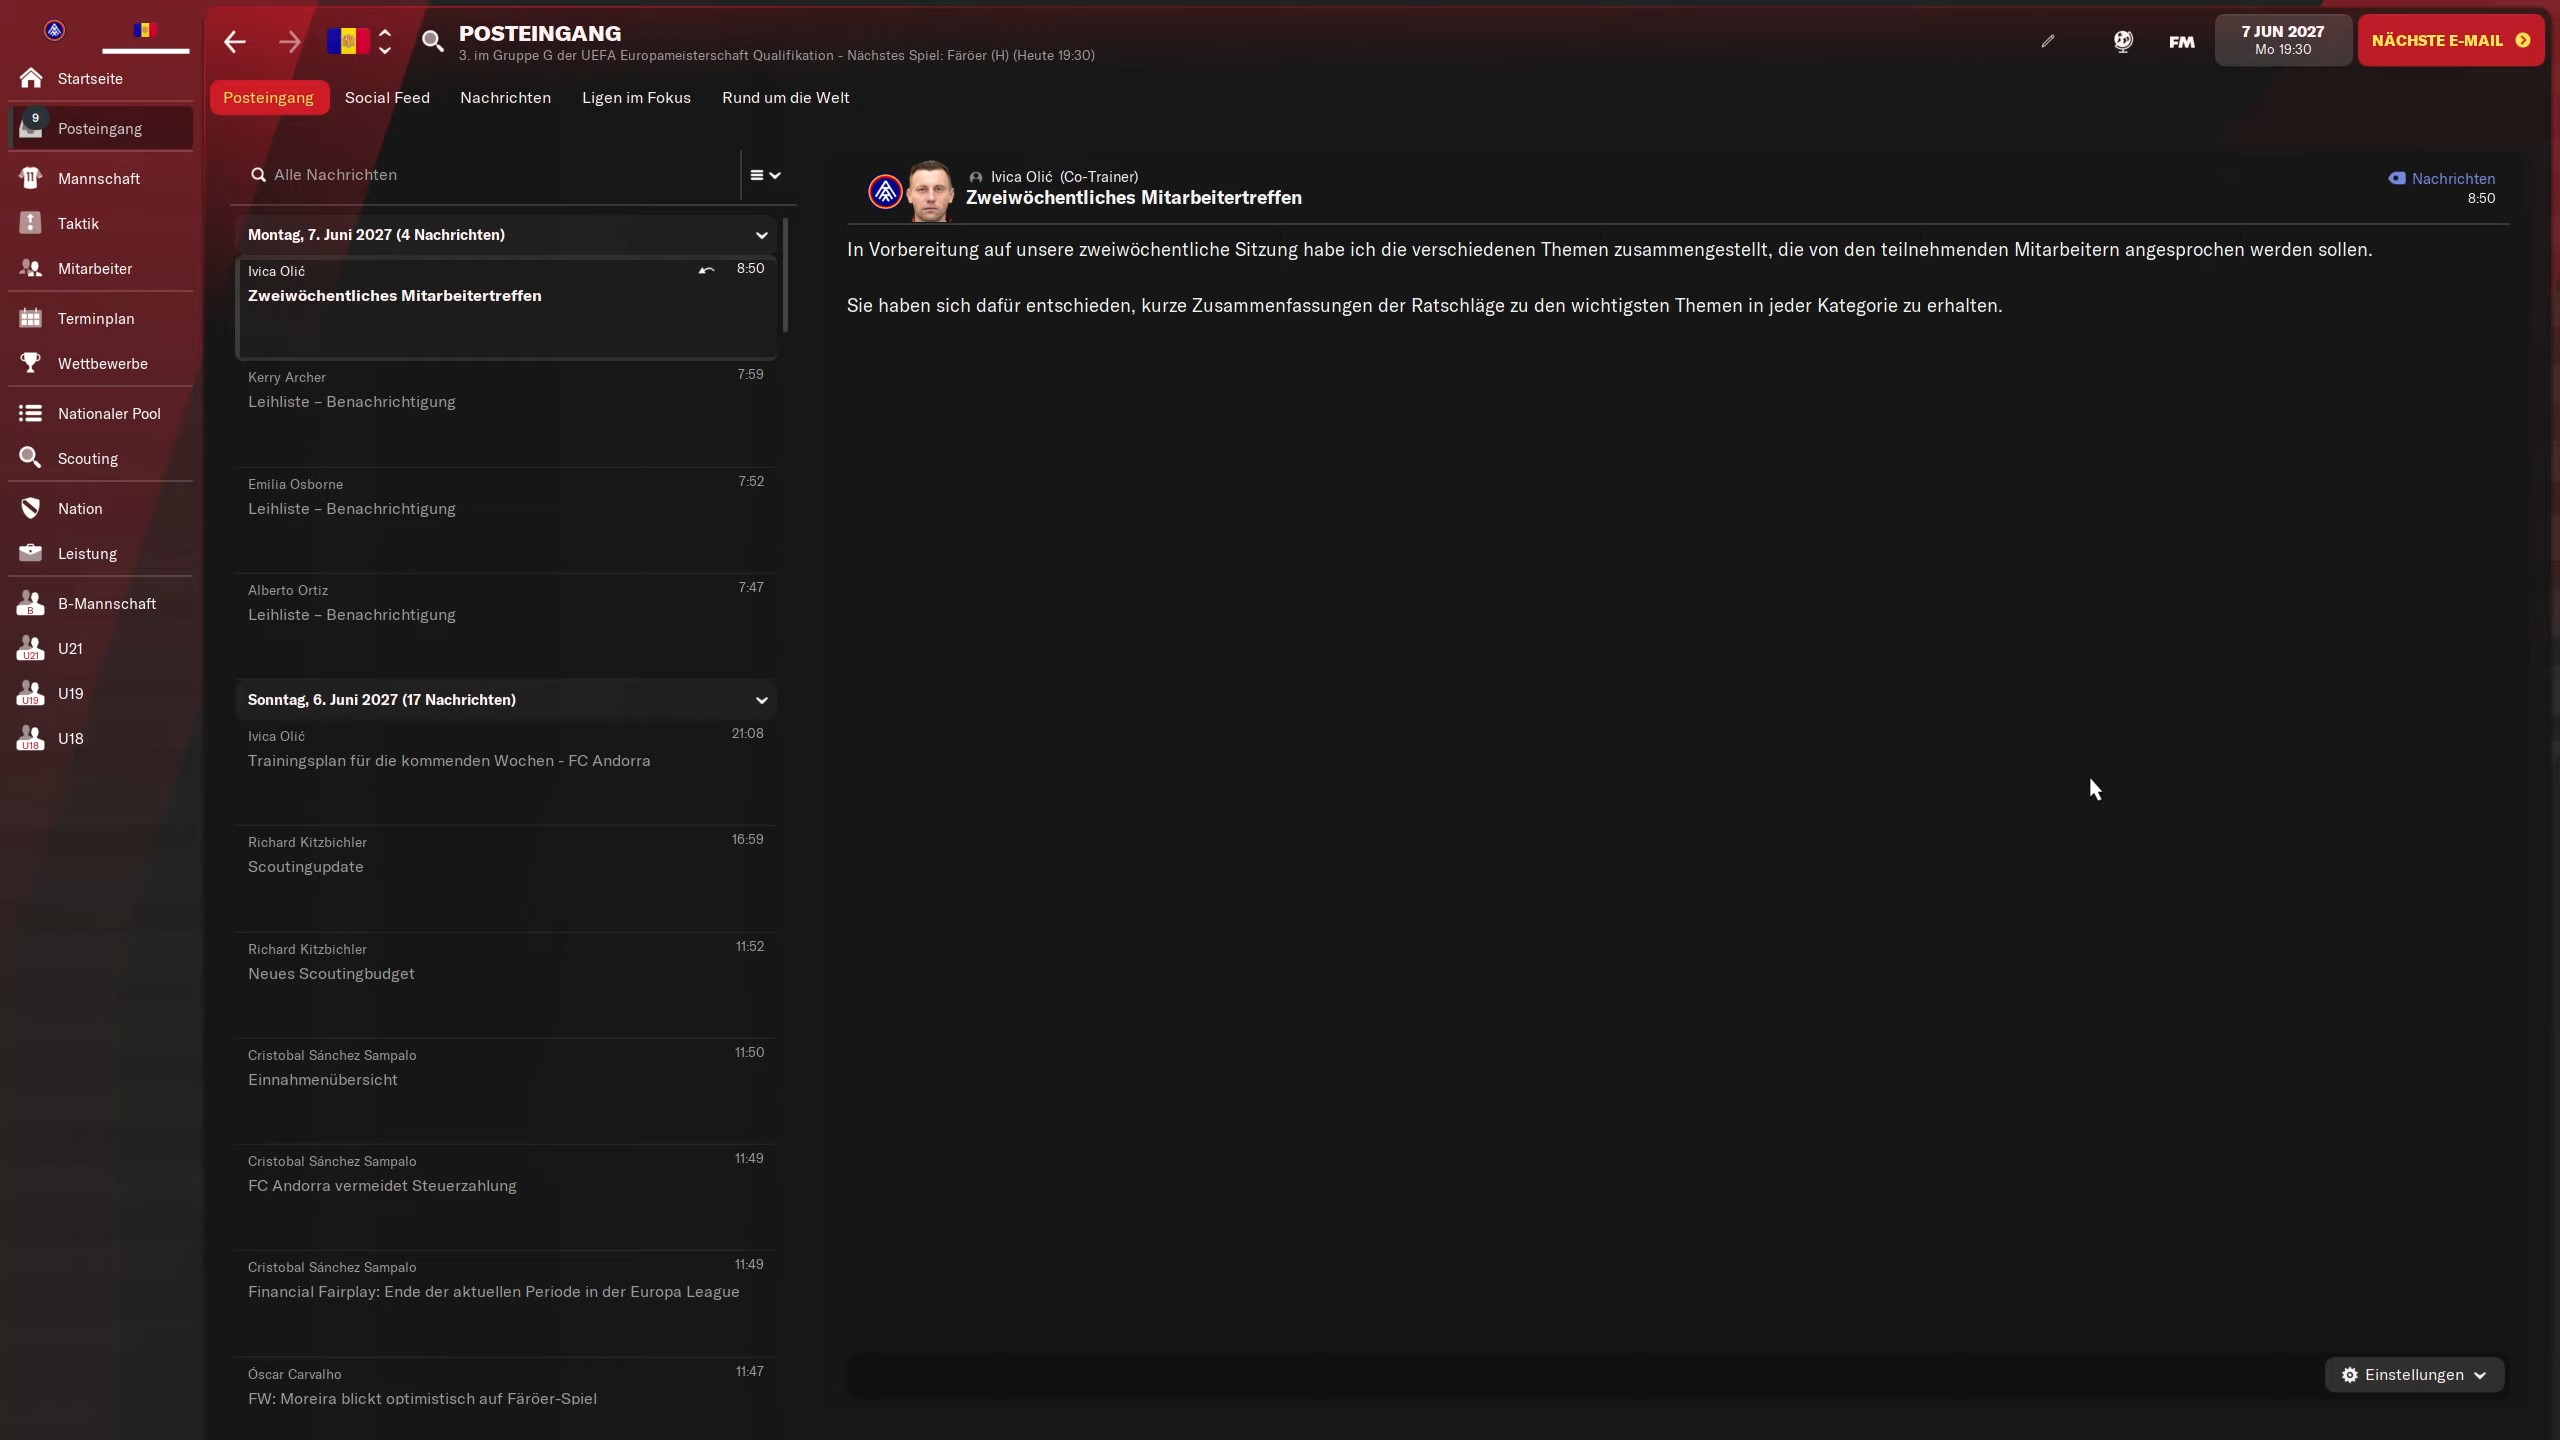 POSTEINGANG
3. im Gruppe G der UEFA Europameisterschaft Qualifikation - Nächstes Spiel: Färöer (H) (Heute 19:30)
FM
7 JUN 2027
Mo 19:30
NÄCHSTE E-MAIL
Startseite
9
Posteingang
11
Mannschaft
Taktik
Mitarbeiter
Terminplan
Wettbewerbe
Nationaler Pool
Scouting
Nation
Leistung
B
B-Mannschaft
U21
U21
U19
U19
U18
U18
Posteingang
Social Feed
Nachrichten
Ligen im Fokus
Rund um die Welt
Alle Nachrichten
Montag, 7. Juni 2027 (4 Nachrichten)
Ivica Olić
8:50
Zweiwöchentliches Mitarbeitertreffen
Kerry Archer
7:59
Leihliste – Benachrichtigung
Emilia Osborne
7:52
Leihliste – Benachrichtigung
Alberto Ortiz
7:47
Leihliste – Benachrichtigung
Sonntag, 6. Juni 2027 (17 Nachrichten)
Ivica Olić
21:08
Trainingsplan für die kommenden Wochen - FC Andorra
Richard Kitzbichler
16:59
Scoutingupdate
Richard Kitzbichler
11:52
Neues Scoutingbudget
Cristobal Sánchez Sampalo
11:50
Einnahmenübersicht
Cristobal Sánchez Sampalo
11:49
FC Andorra vermeidet Steuerzahlung
Cristobal Sánchez Sampalo
11:49
Financial Fairplay: Ende der aktuellen Periode in der Europa League
Óscar Carvalho
11:47
FW: Moreira blickt optimistisch auf Färöer-Spiel
Ivica Olić (Co-Trainer)
Zweiwöchentliches Mitarbeitertreffen
Nachrichten
8:50
In Vorbereitung auf unsere zweiwöchentliche Sitzung habe ich die verschiedenen Themen zusammengestellt, die von den teilnehmenden Mitarbeitern angesprochen werden sollen.
Sie haben sich dafür entschieden, kurze Zusammenfassungen der Ratschläge zu den wichtigsten Themen in jeder Kategorie zu erhalten.
Einstellungen